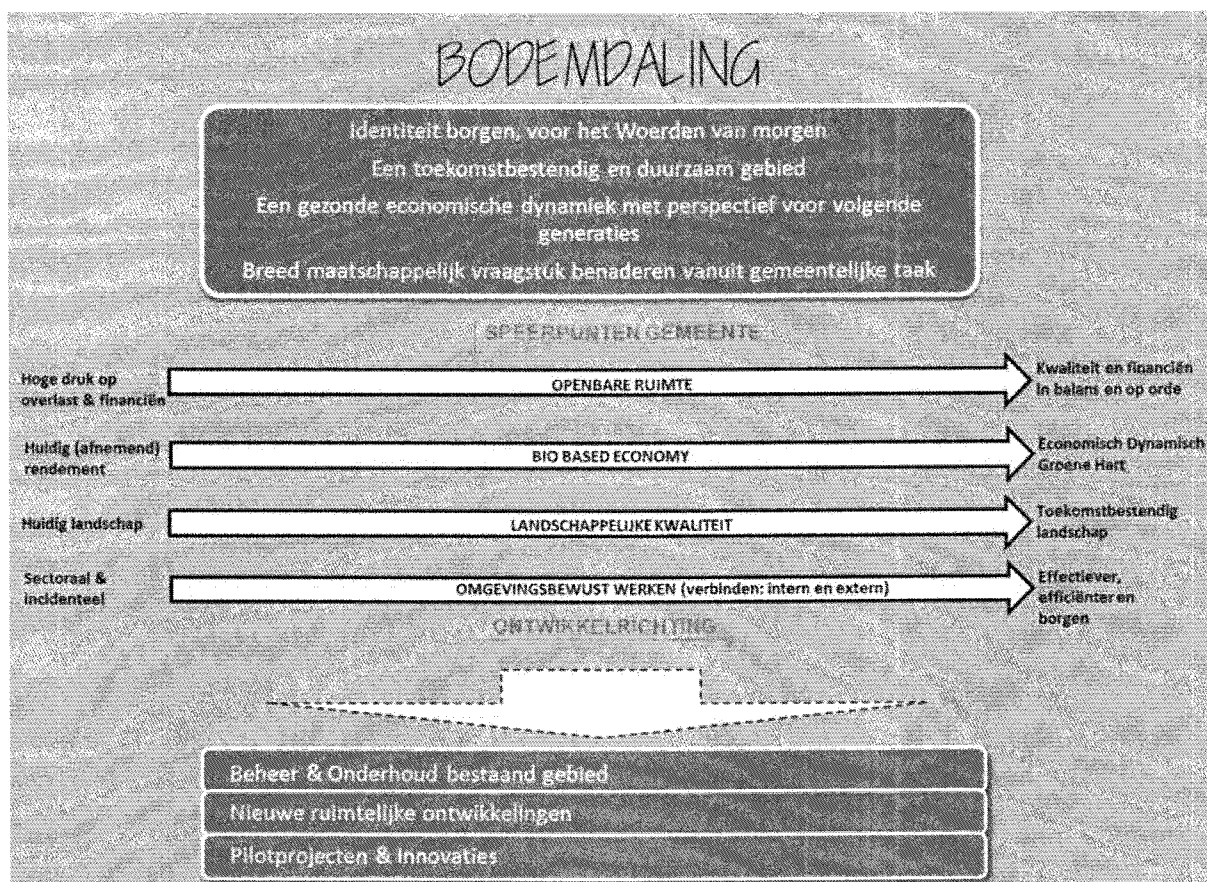 BODEMDALING
Identiteit borgen, voor het Woerden van morgen
Een toekomstbestendig en duurzaam gebied
Een gezonde economische dynamiek met perspectief voor volgende
generaties
Breed maatschappelijk vraagstuk benaderen vanuit gemeentelijke taak
SPEERPUNTEN GEMEENTE
Hoge druk op
overlast & financiën
OPENBARE RUIMTE
Kwaliteit en financiën
in balans en op orde
Huidig (afnemend)
rendement
BIO BASED ECONOMY
Economisch Dynamisch
Groene Hart
Huidig landschap
LANDSCHAPPELIJKE KWALITEIT
Toekomstbestendig
landschap
Sectoraal &
incidenteel
OMGEVINGSBEWUST WERKEN (verbinden: intern en extern)
Effectiever,
efficiënter en
borgen
ONTWIKKELRICHTING
Beheer & Onderhoud bestaand gebied
Nieuwe ruimtelijke ontwikkelingen
Pilotprojecten & Innovaties